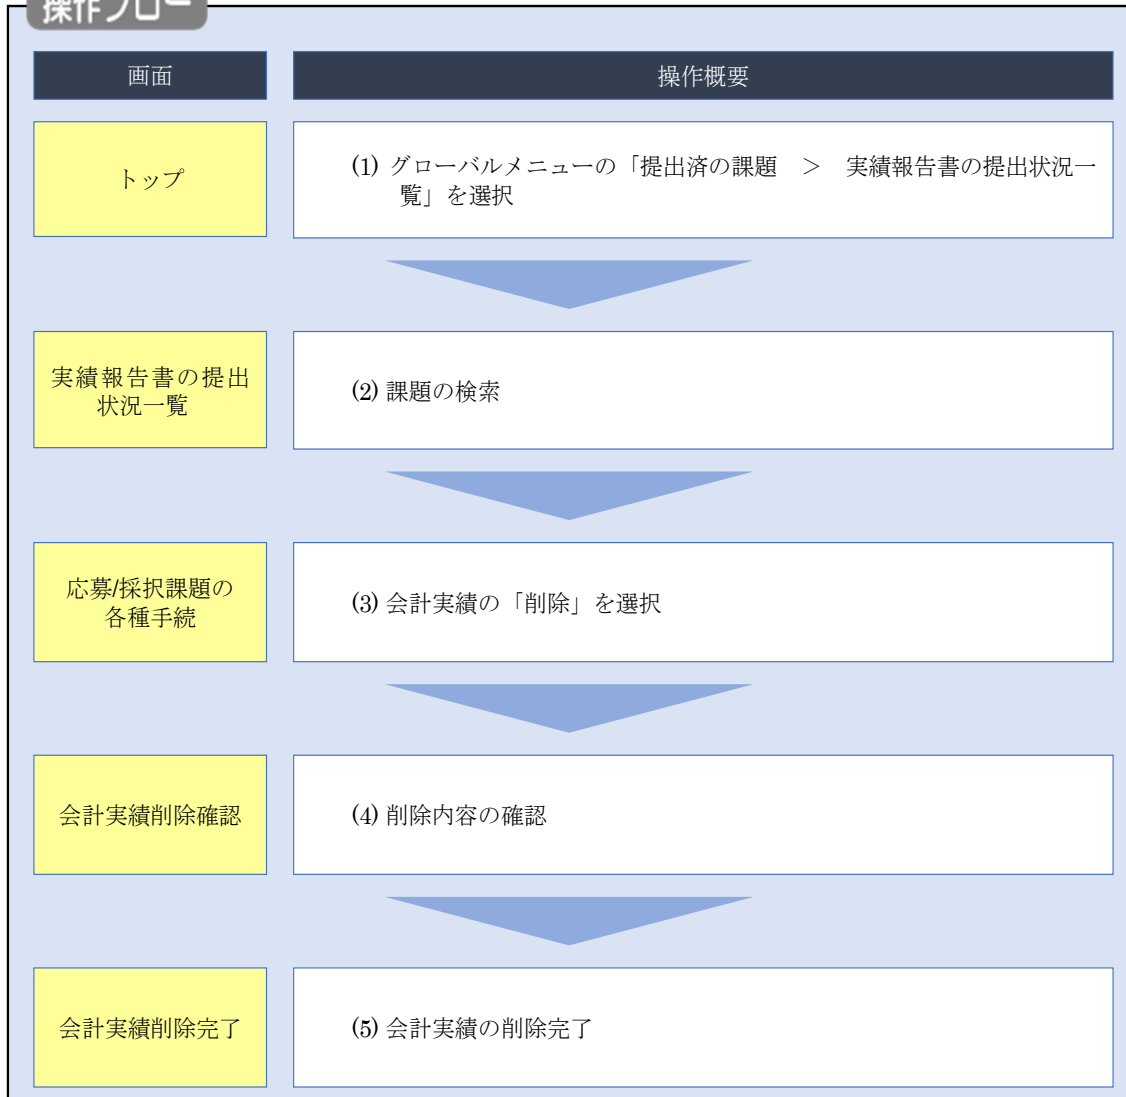 操作フロー
画面
操作概要
トップ
(1) グローバルメニューの「提出済の課題　＞　実績報告書の提出状況一
覧」を選択
実績報告書の提出
状況一覧
(2) 課題の検索
応募/採択課題の
各種手続
(3) 会計実績の「削除」を選択
会計実績削除確認
(4) 削除内容の確認
会計実績削除完了
(5) 会計実績の削除完了